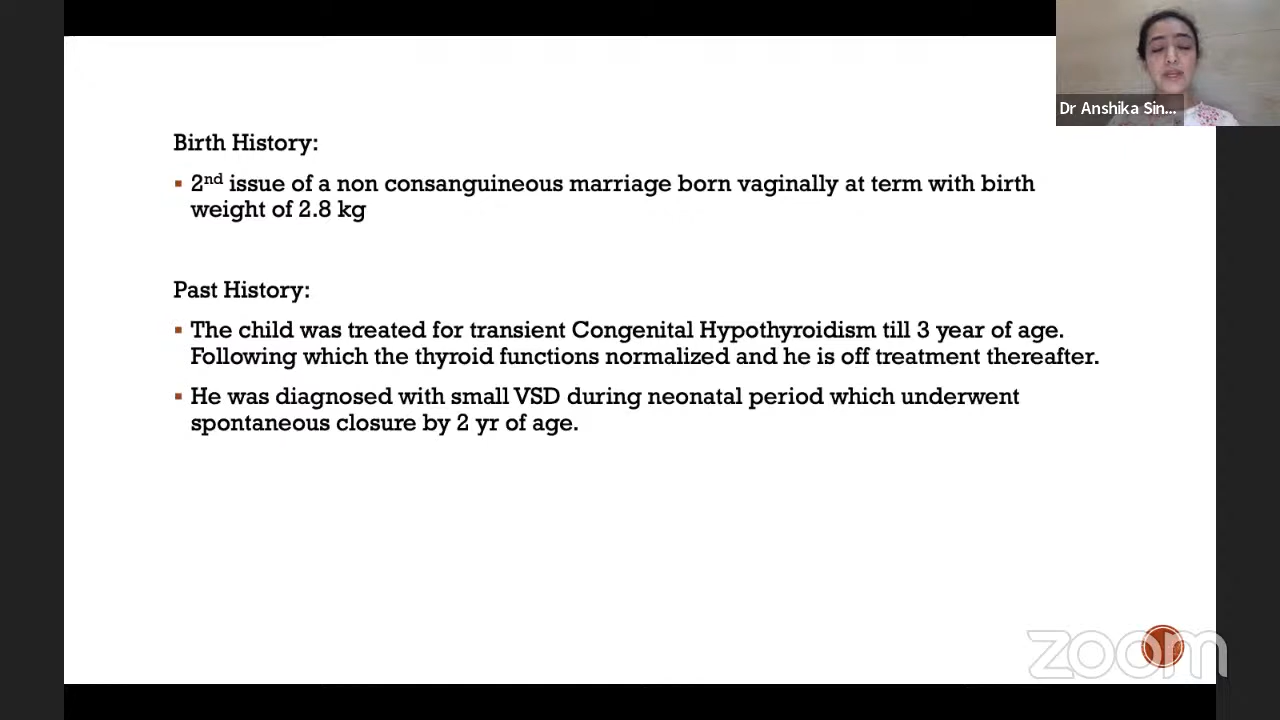 Dr Anshika Sin...
Birth History:
▪ 2nd issue of a non consanguineous marriage born vaginally at term with birth
weight of 2.8 kg
Past History:
▪ The child was treated for transient Congenital Hypothyroidism till 3 year of age.
Following which the thyroid functions normalized and he is off treatment thereafter.
▪ He was diagnosed with small VSD during neonatal period which underwent
spontaneous closure by 2 yr of age.
zoom